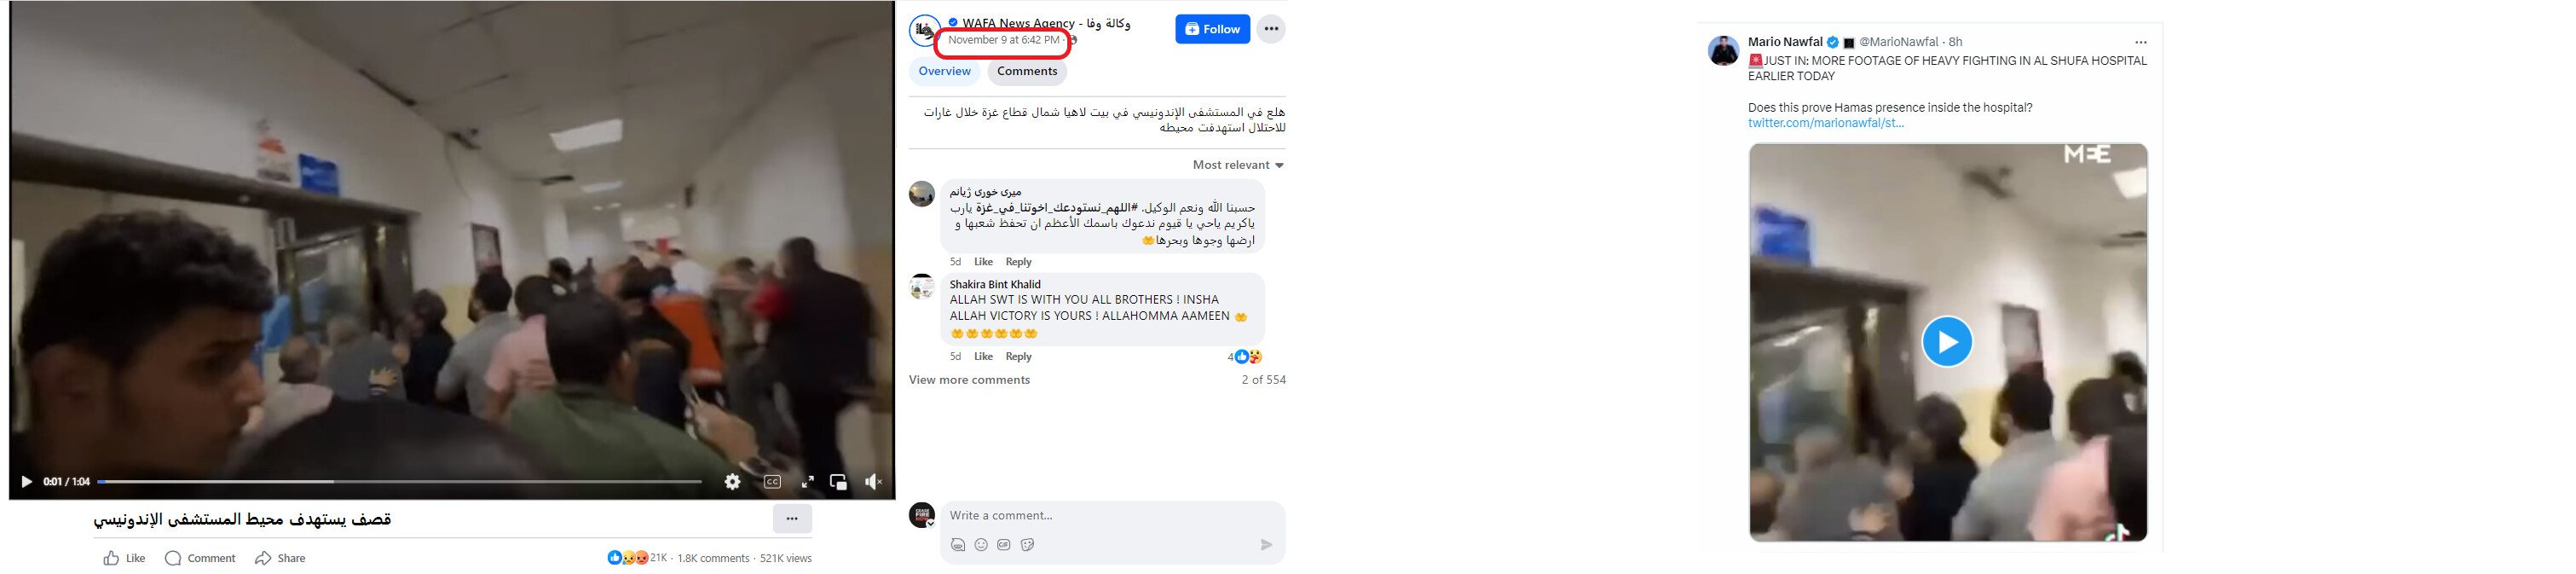 WAFA News Agency - وكالة وفا
November 9 at 6:42 PM ·
Follow
Overview
Comments
هلع في المستشفى الإندونيسي في بيت لاهيا شمال قطاع غزة خلال غارات
للاحتلال استهدفت محيطه
Most relevant
میری خوری ژیانم
حسبنا الله ونعم الوكيل. #اللهم_نستودعك_اخوتنا_في_غزة يارب
ياكريم ياحي يا قيوم ندعوك باسمك الأعظم ان تحفظ شعبها و
ارضها وجوها وبحرها🤲
5d Like Reply
Shakira Bint Khalid
ALLAH SWT IS WITH YOU ALL BROTHERS ! INSHA
ALLAH VICTORY IS YOURS ! ALLAHOMMA AAMEEN 🤲
🤲🤲🤲🤲🤲🤲
5d Like Reply 4
View more comments 2 of 554
Write a comment...
GIF
0:01 / 1:04
CC
قصف يستهدف محيط المستشفى الإندونيسي
Like Comment Share
21K · 1.8K comments · 521K views
Mario Nawfal @MarioNawfal · 8h
🚨JUST IN: MORE FOOTAGE OF HEAVY FIGHTING IN AL SHUFA HOSPITAL
EARLIER TODAY
Does this prove Hamas presence inside the hospital?
twitter.com/marionawfal/st...
MEE